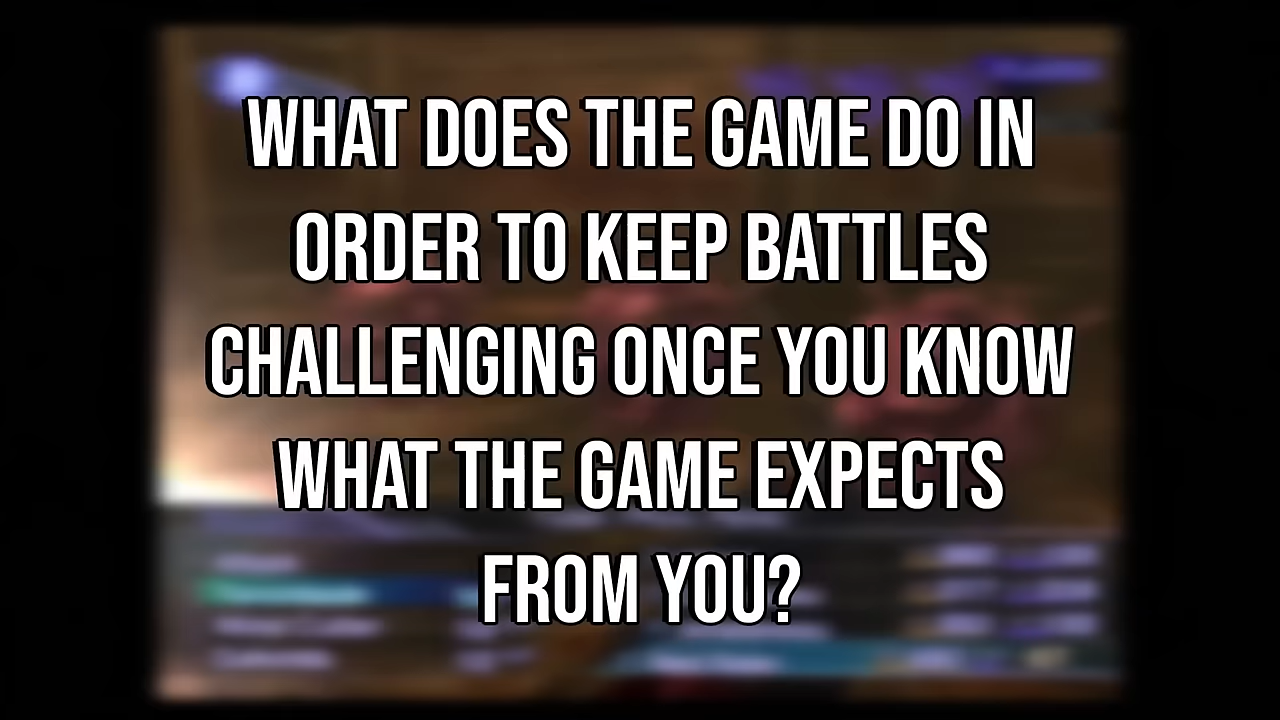 WHAT DOES THE GAME DO IN
ORDER TO KEEP BATTLES
CHALLENGING ONCE YOU KNOW
WHAT THE GAME EXPECTS
FROM YOU?